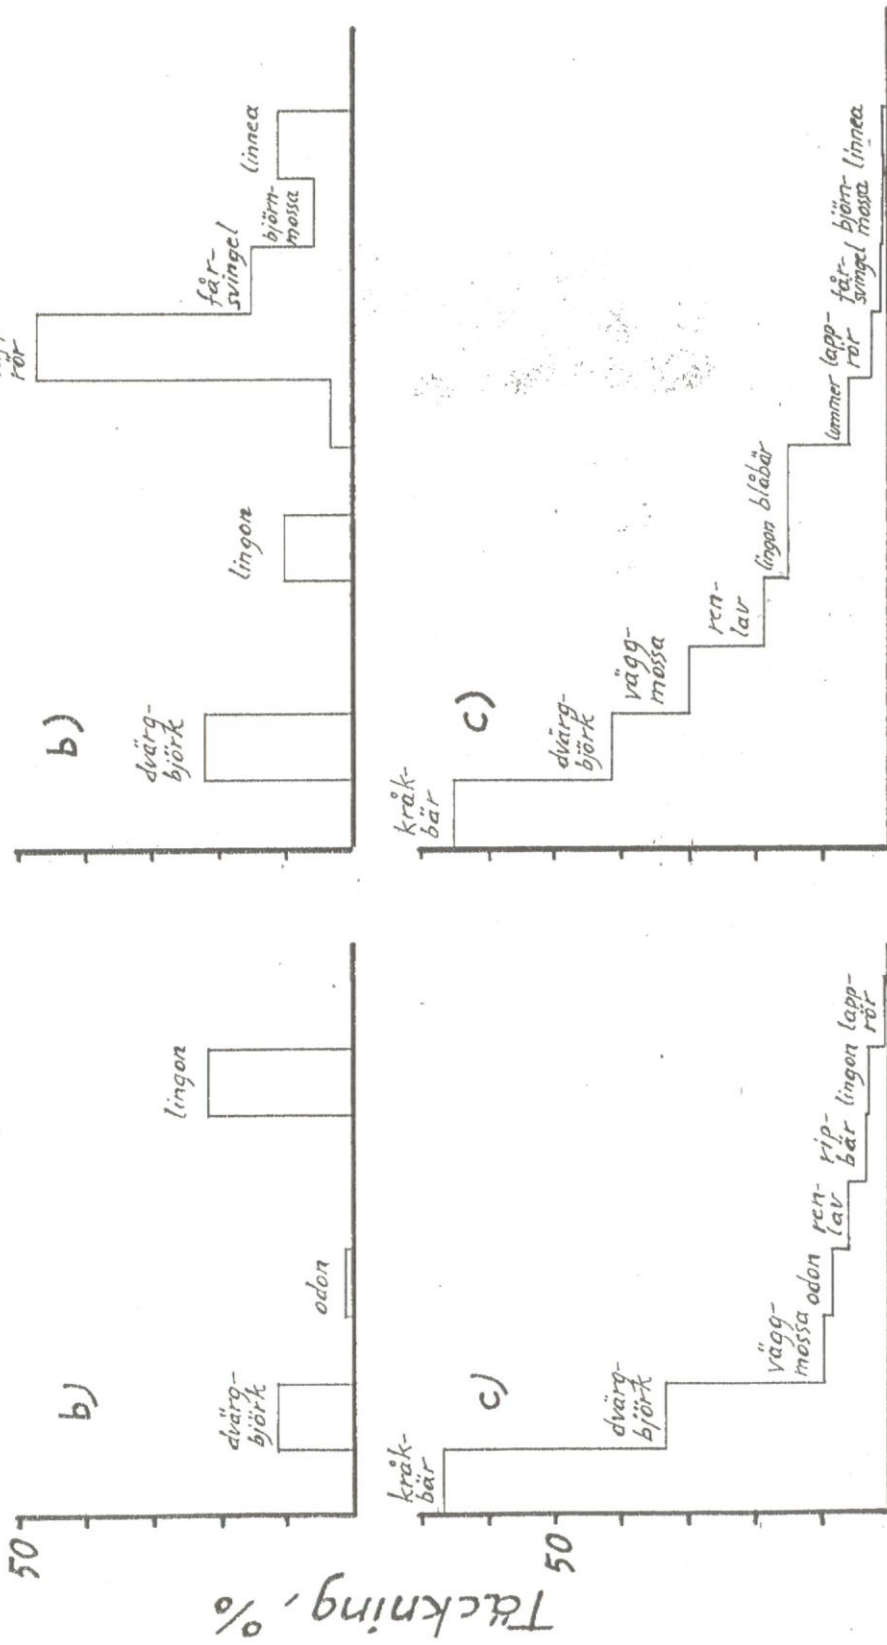 50
b)
dvärg-
björk
odon
lingon
b)
dvärg-
björk
lingon
rör
får-
svingel
björn-
mossa
linnea
Täckning, %
50
c)
kråk-
bär
dvärg-
björk
vägg-
mossa
odon
ren-
lav
rip-
bär
lingon
lapp-
rör
c)
kråk-
bär
dvärg-
björk
vägg-
mossa
ren-
lav
lingon
blåbär
lummer
lapp-
rör
får-
svingel
björn-
mossa
linnea